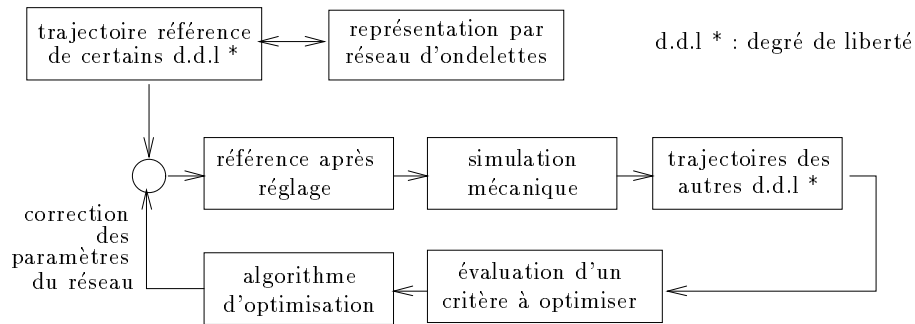 trajectoire référence
de certains d.d.l *
représentation par
réseau d'ondelettes
d.d.l * : degré de liberté
référence après
réglage
simulation
mécanique
trajectoires des
autres d.d.l *
correction
des
paramètres
du réseau
algorithme
d'optimisation
évaluation d'un
critère à optimiser